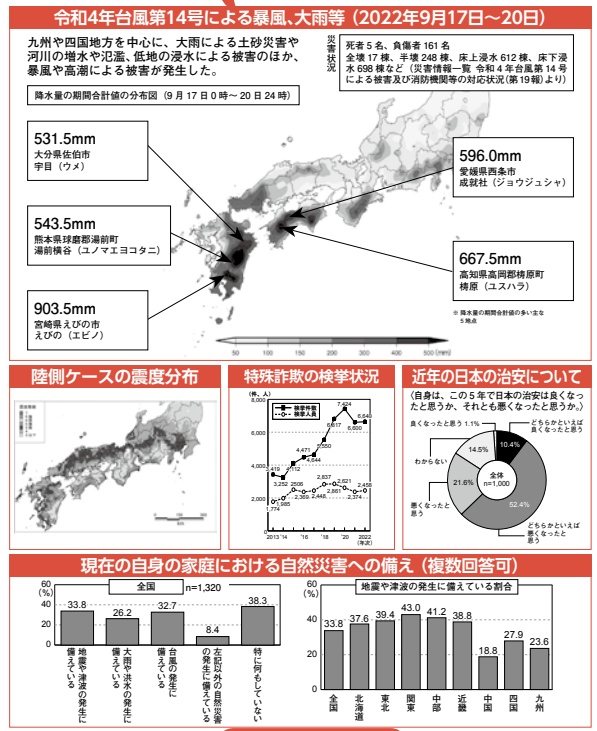 令和4年台風第14号による暴風、大雨等（2022年9月17日～20日）
九州や四国地方を中心に、大雨による土砂災害や
河川の増水や氾濫、低地の浸水による被害のほか、
暴風や高潮による被害が発生した。
災害状況
死者5名、負傷者161名
全壊17棟、半壊248棟、床上浸水612棟、床下浸
水698棟など（災害情報一覧 令和4年台風第14号
による被害及び消防機関等の対応状況（第19報）より）
降水量の期間合計値の分布図（9月17日0時～20日24時）
531.5mm
大分県佐伯市
宇目（ウメ）
543.5mm
熊本県球磨郡湯前町
湯前横谷（ユノマエヨコタニ）
903.5mm
宮崎県えびの市
えびの（エビノ）
596.0mm
愛媛県西条市
成就社（ジョウジュシャ）
667.5mm
高知県高岡郡梼原町
梼原（ユスハラ）
※ 降水量の期間合計値の多い主な
5地点
50 100 150 200 300 400 500（mm）
陸側ケースの震度分布
特殊詐欺の検挙状況
（件、人）
8,000
6,000
4,000
2,000
0
検挙件数
検挙人員
3,419
3,252
4,112
4,471
4,644
5,550
6,817
7,424
6,600
6,640
1,774
1,985
2506
2,369
2,448
2,837
2,861
2,621
2,374
2,458
2013 '14 '16 '18 '20 2022
（年次）
近年の日本の治安について
（自身は、この5年で日本の治安は良くなっ
たと思うか、それとも悪くなったと思うか。）
良くなったと思う 1.1%
どちらかといえば
良くなったと思う
10.4%
わからない
14.5%
悪くなったと
思う
21.6%
全体
n=1,000
52.4%
どちらかといえば
悪くなったと
思う
現在の自身の家庭における自然災害への備え（複数回答可）
全国
n=1,320
（%）
60
40
20
0
33.8
26.2
32.7
8.4
38.3
地震や津波の発生に
備えている
大雨や洪水の発生に
備えている
台風の発生に
備えている
左記以外の自然災害
の発生に備えている
特に何もしていない
地震や津波の発生に備えている割合
（%）
60
40
20
0
33.8
37.6
39.4
43.0
41.2
38.8
18.8
27.9
23.6
全国
北海道
東北
関東
中部
近畿
中国
四国
九州